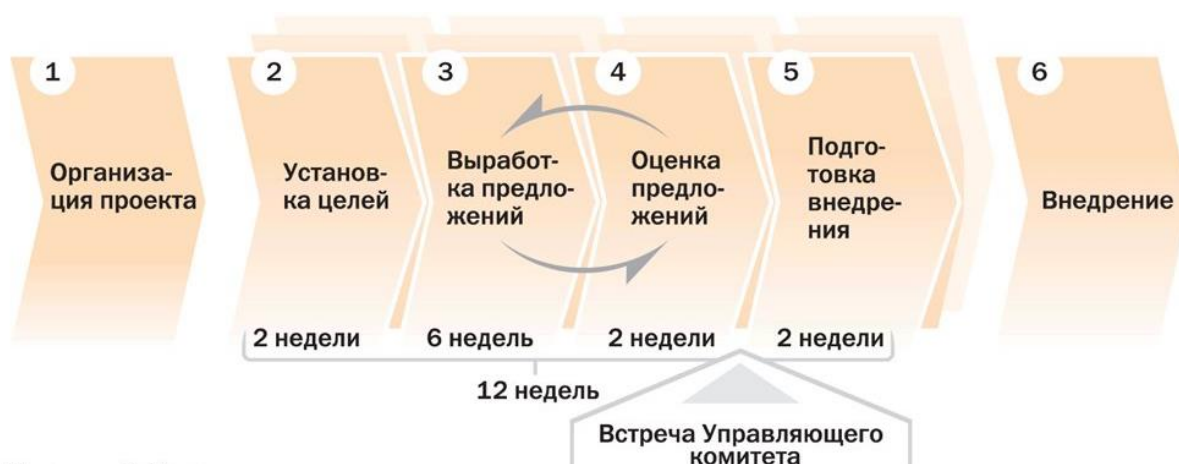 1
Организа-
ция проекта
2
Установ-
ка целей
2 недели
3
Выработ-
ка предло-
жений
6 недель
4
Оценка
предло-
жений
2 недели
5
Подго-
товка
внедре-
ния
2 недели
6
Внедрение
12 недель
Встреча Управляющего
комитета